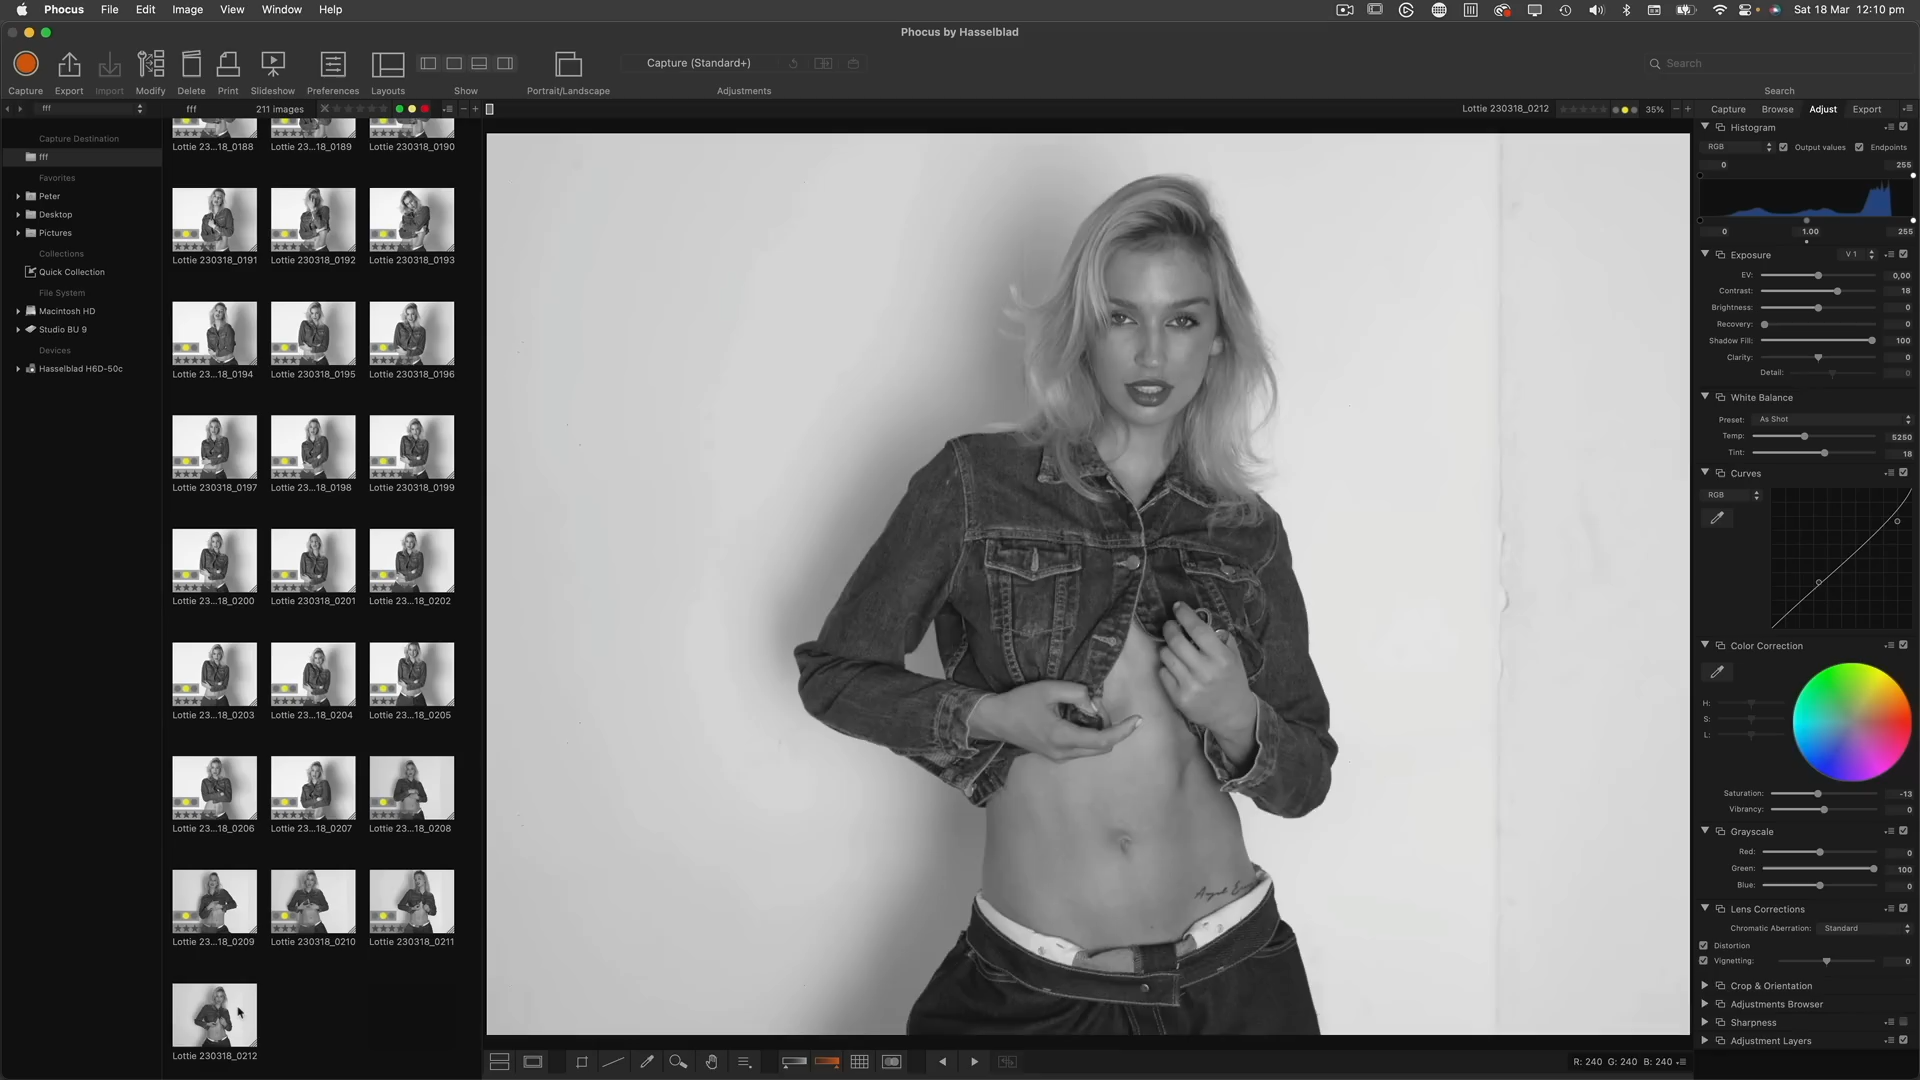 Phocus File Edit Image View Window Help
Sat 18 Mar 12:10 pm
Phocus by Hasselblad
Capture (Standard+)
Search
Capture Export Import Modify Delete Print Slideshow Preferences Layouts Show Portrait/Landscape Adjustments Search
fff
fff 211 images
Lottie 230318_0212 35%
Capture Browse Adjust Export
Capture Destination
fff
Favorites
Peter
Desktop
Pictures
Collections
Quick Collection
File System
Macintosh HD
Studio BU 9
Devices
Hasselblad H6D-50c
Lottie 23...18_0188 Lottie 23...18_0189 Lottie 230318_0190
Lottie 230318_0191 Lottie 230318_0192 Lottie 230318_0193
Lottie 23...18_0194 Lottie 230318_0195 Lottie 230318_0196
Lottie 230318_0197 Lottie 23...18_0198 Lottie 230318_0199
Lottie 23...18_0200 Lottie 230318_0201 Lottie 23...18_0202
Lottie 23...18_0203 Lottie 23...18_0204 Lottie 23...18_0205
Lottie 23...18_0206 Lottie 23...18_0207 Lottie 23...18_0208
Lottie 23...18_0209 Lottie 230318_0210 Lottie 230318_0211
Lottie 230318_0212
Histogram
RGB Output values Endpoints
0 255
0 1.00 255
Exposure V 1
EV: 0,00
Contrast: 18
Brightness: 0
Recovery: 0
Shadow Fill: 100
Clarity: 0
Detail: 0
White Balance
Preset: As Shot
Temp: 5250
Tint: 18
Curves
RGB
Color Correction
H:
S:
L:
Saturation: -13
Vibrancy: 0
Grayscale
Red: 0
Green: 100
Blue: 0
Lens Corrections
Chromatic Aberration: Standard
Distortion
Vignetting: 0
Crop & Orientation
Adjustments Browser
Sharpness
Adjustment Layers
R: 240 G: 240 B: 240